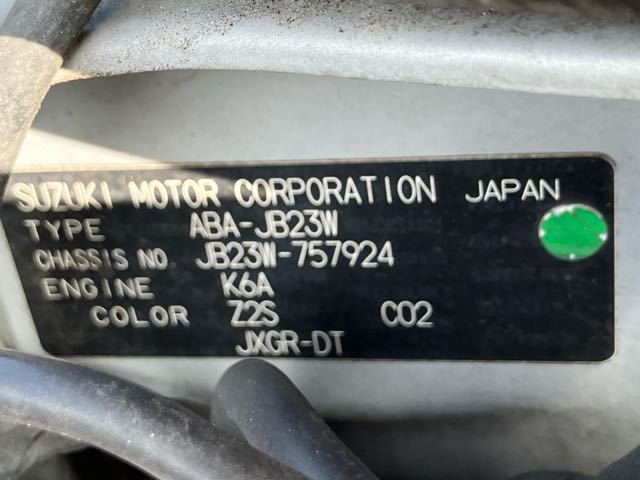 SUZUKI MOTOR CORPORATION JAPAN
TYPE ABA-JB23W
CHASSIS NO. JB23W-757924
ENGINE K6A
COLOR Z2S C02
JXGR-DT